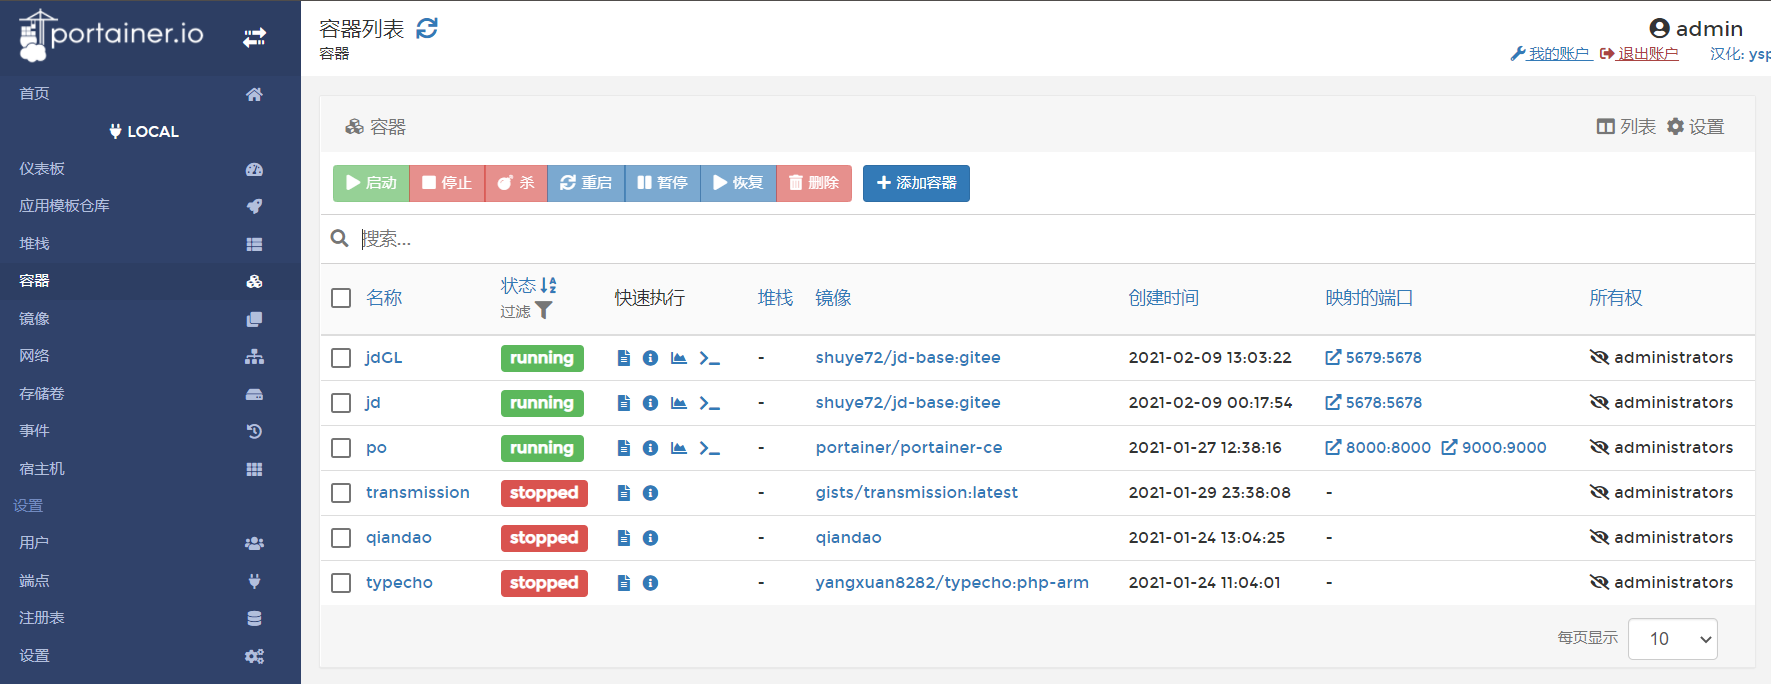 portainer.io
首页
LOCAL
仪表板
应用模板仓库
堆栈
容器
镜像
网络
存储卷
事件
宿主机
设置
用户
端点
注册表
设置
容器列表
容器
admin
我的账户 退出账户 汉化: ysp
容器 列表 设置
启动 停止 杀 重启 暂停 恢复 删除 添加容器
搜索...
名称 状态 过滤 快速执行 堆栈 镜像 创建时间 映射的端口 所有权
jdGL running - shuye72/jd-base:gitee 2021-02-09 13:03:22 5679:5678 administrators
jd running - shuye72/jd-base:gitee 2021-02-09 00:17:54 5678:5678 administrators
po running - portainer/portainer-ce 2021-01-27 12:38:16 8000:8000 9000:9000 administrators
transmission stopped - gists/transmission:latest 2021-01-29 23:38:08 - administrators
qiandao stopped - qiandao 2021-01-24 13:04:25 - administrators
typecho stopped - yangxuan8282/typecho:php-arm 2021-01-24 11:04:01 - administrators
每页显示 10